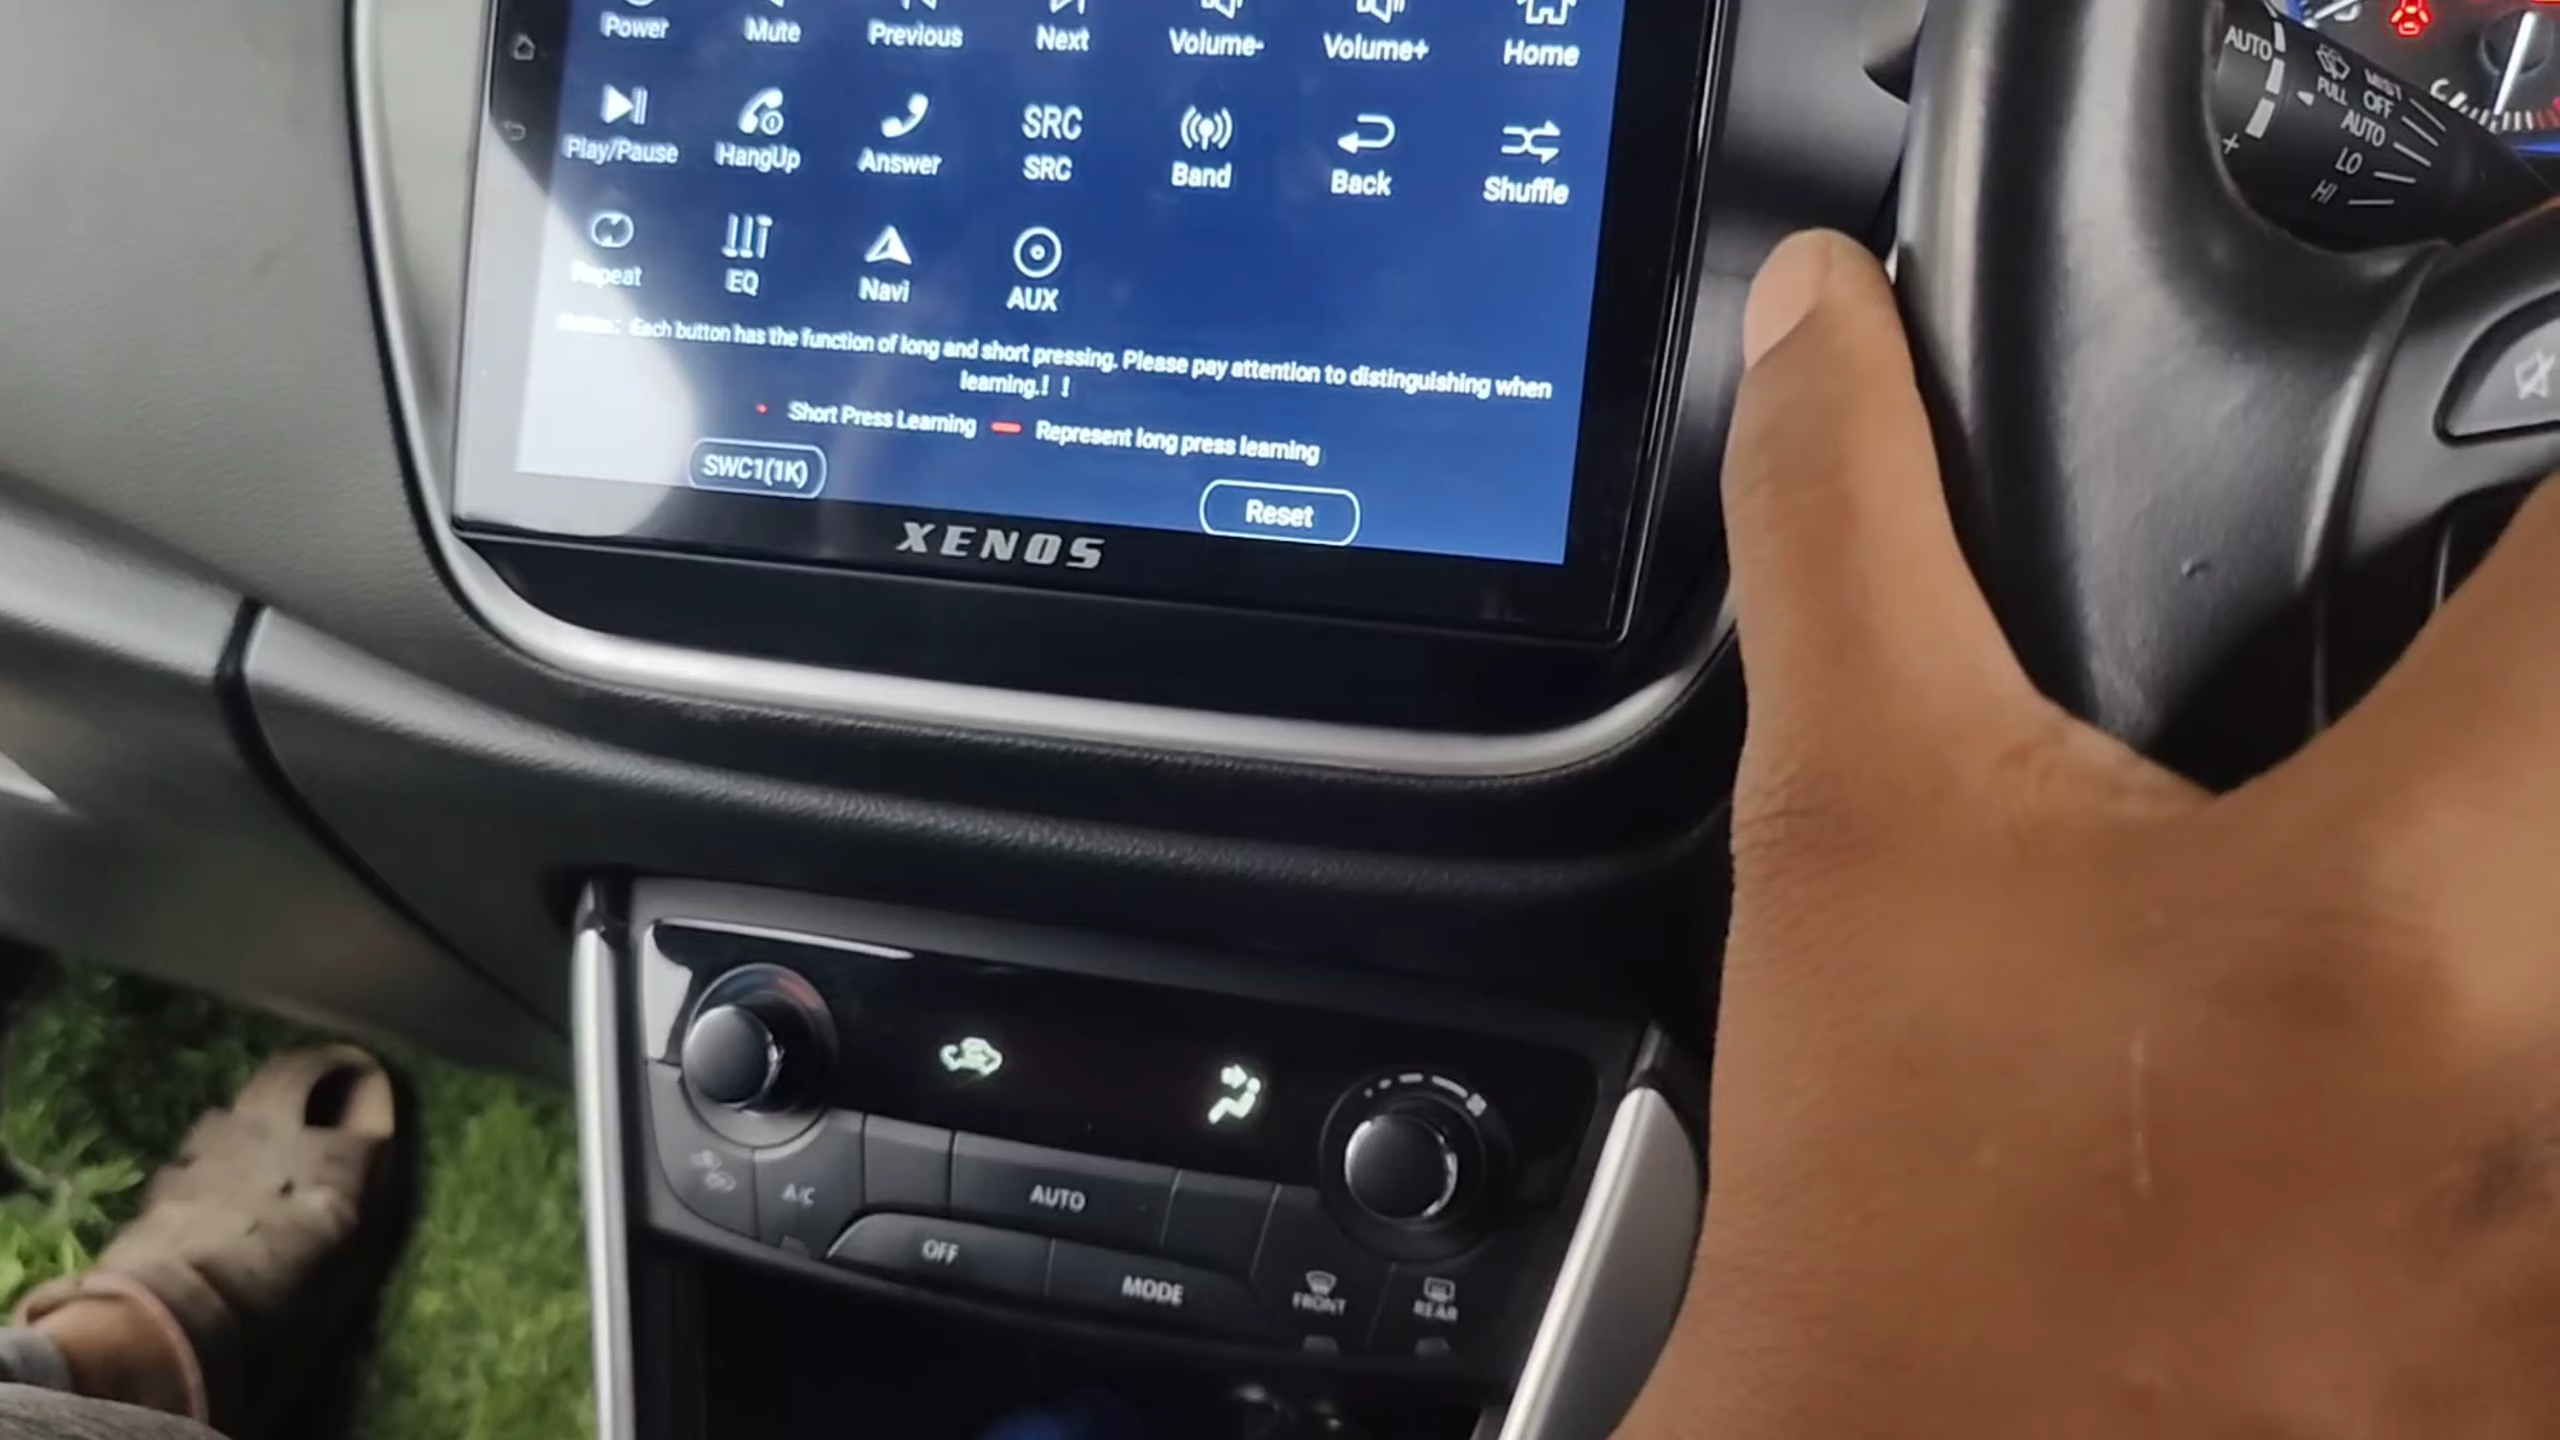 Power Mute Previous Next Volume- Volume+ Home
SRC
Play/Pause HangUp Answer SRC Band Back Shuffle
Repeat EQ Navi AUX
Each button has the function of long and short pressing. Please pay attention to distinguishing when
learning.! !
Short Press Learning Represent long press learning
SWC1(1K) Reset
XENOS
AUTO
MIST
PULL OFF
AUTO
LO
HI
+
A/C AUTO
OFF MODE FRONT REAR